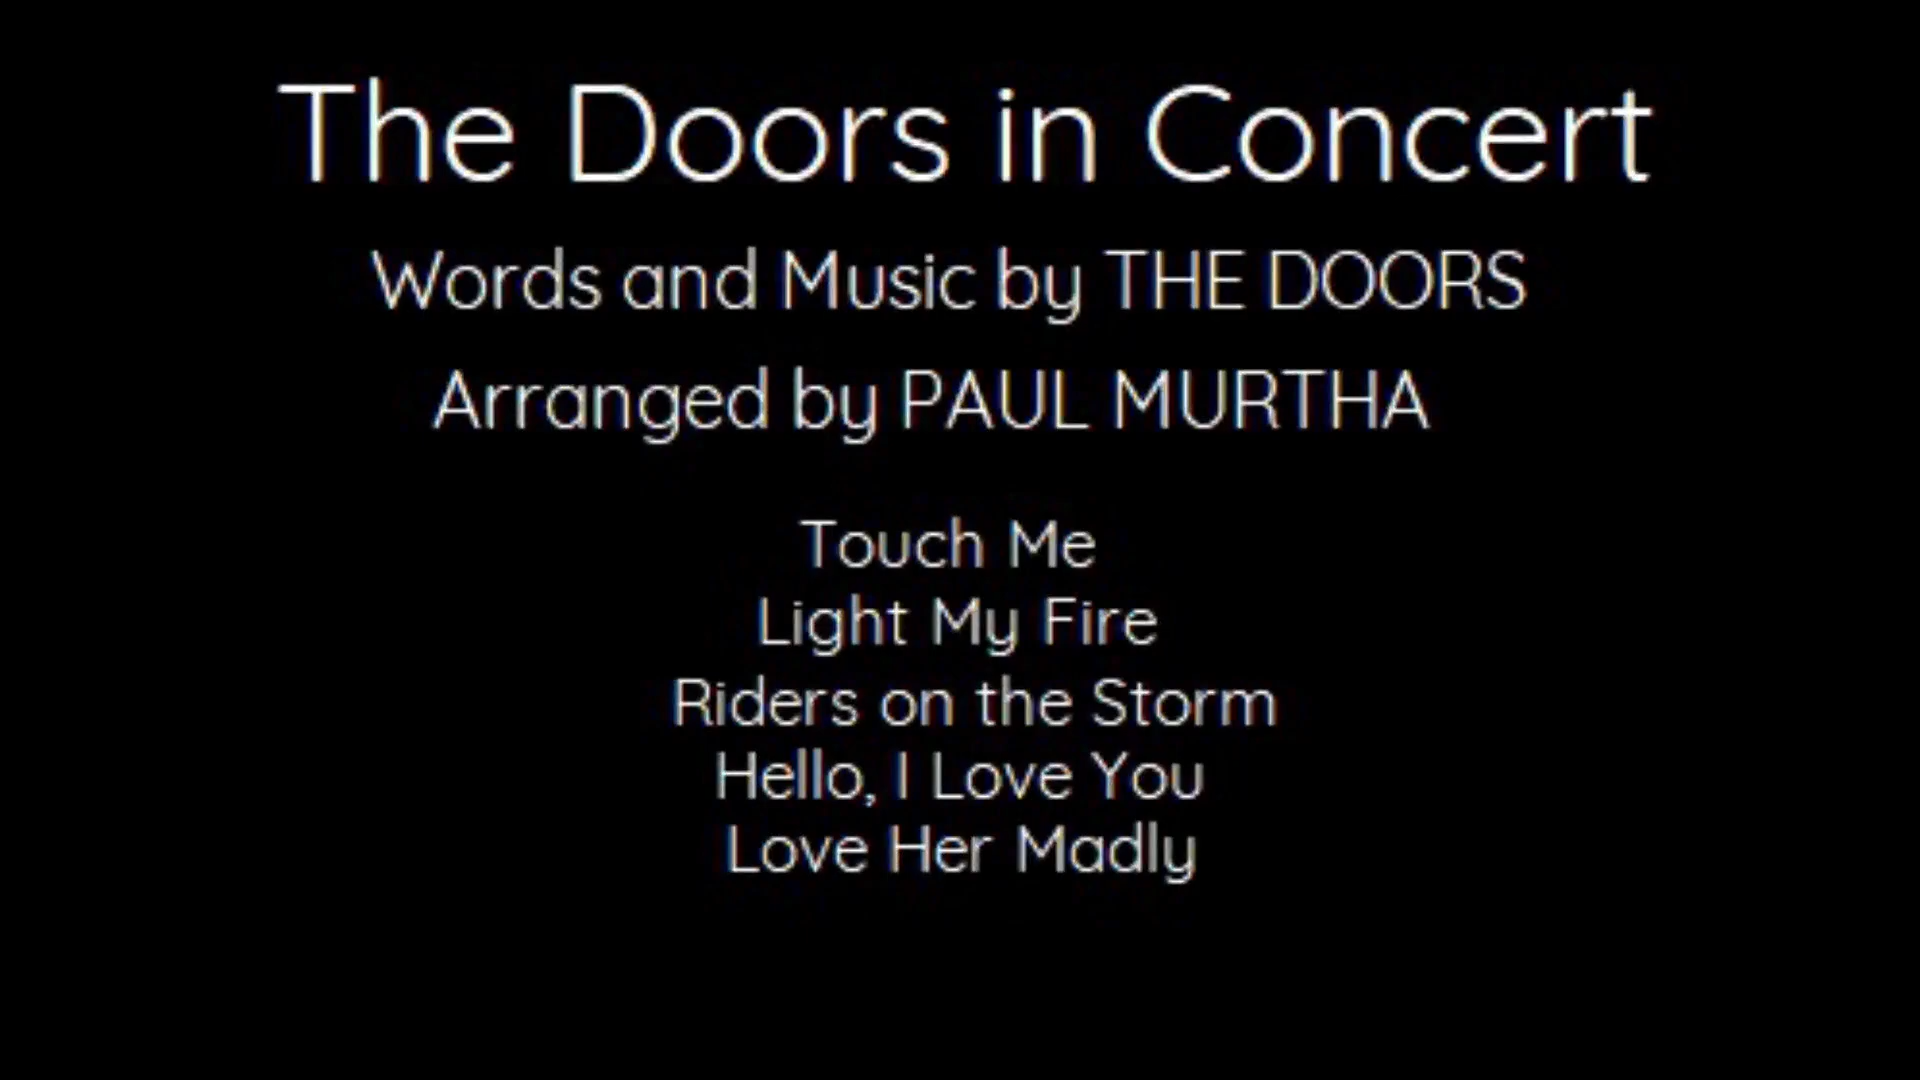 The Doors in Concert
Words and Music by THE DOORS
Arranged by PAUL MURTHA
Touch Me
Light My Fire
Riders on the Storm
Hello, I Love You
Love Her Madly